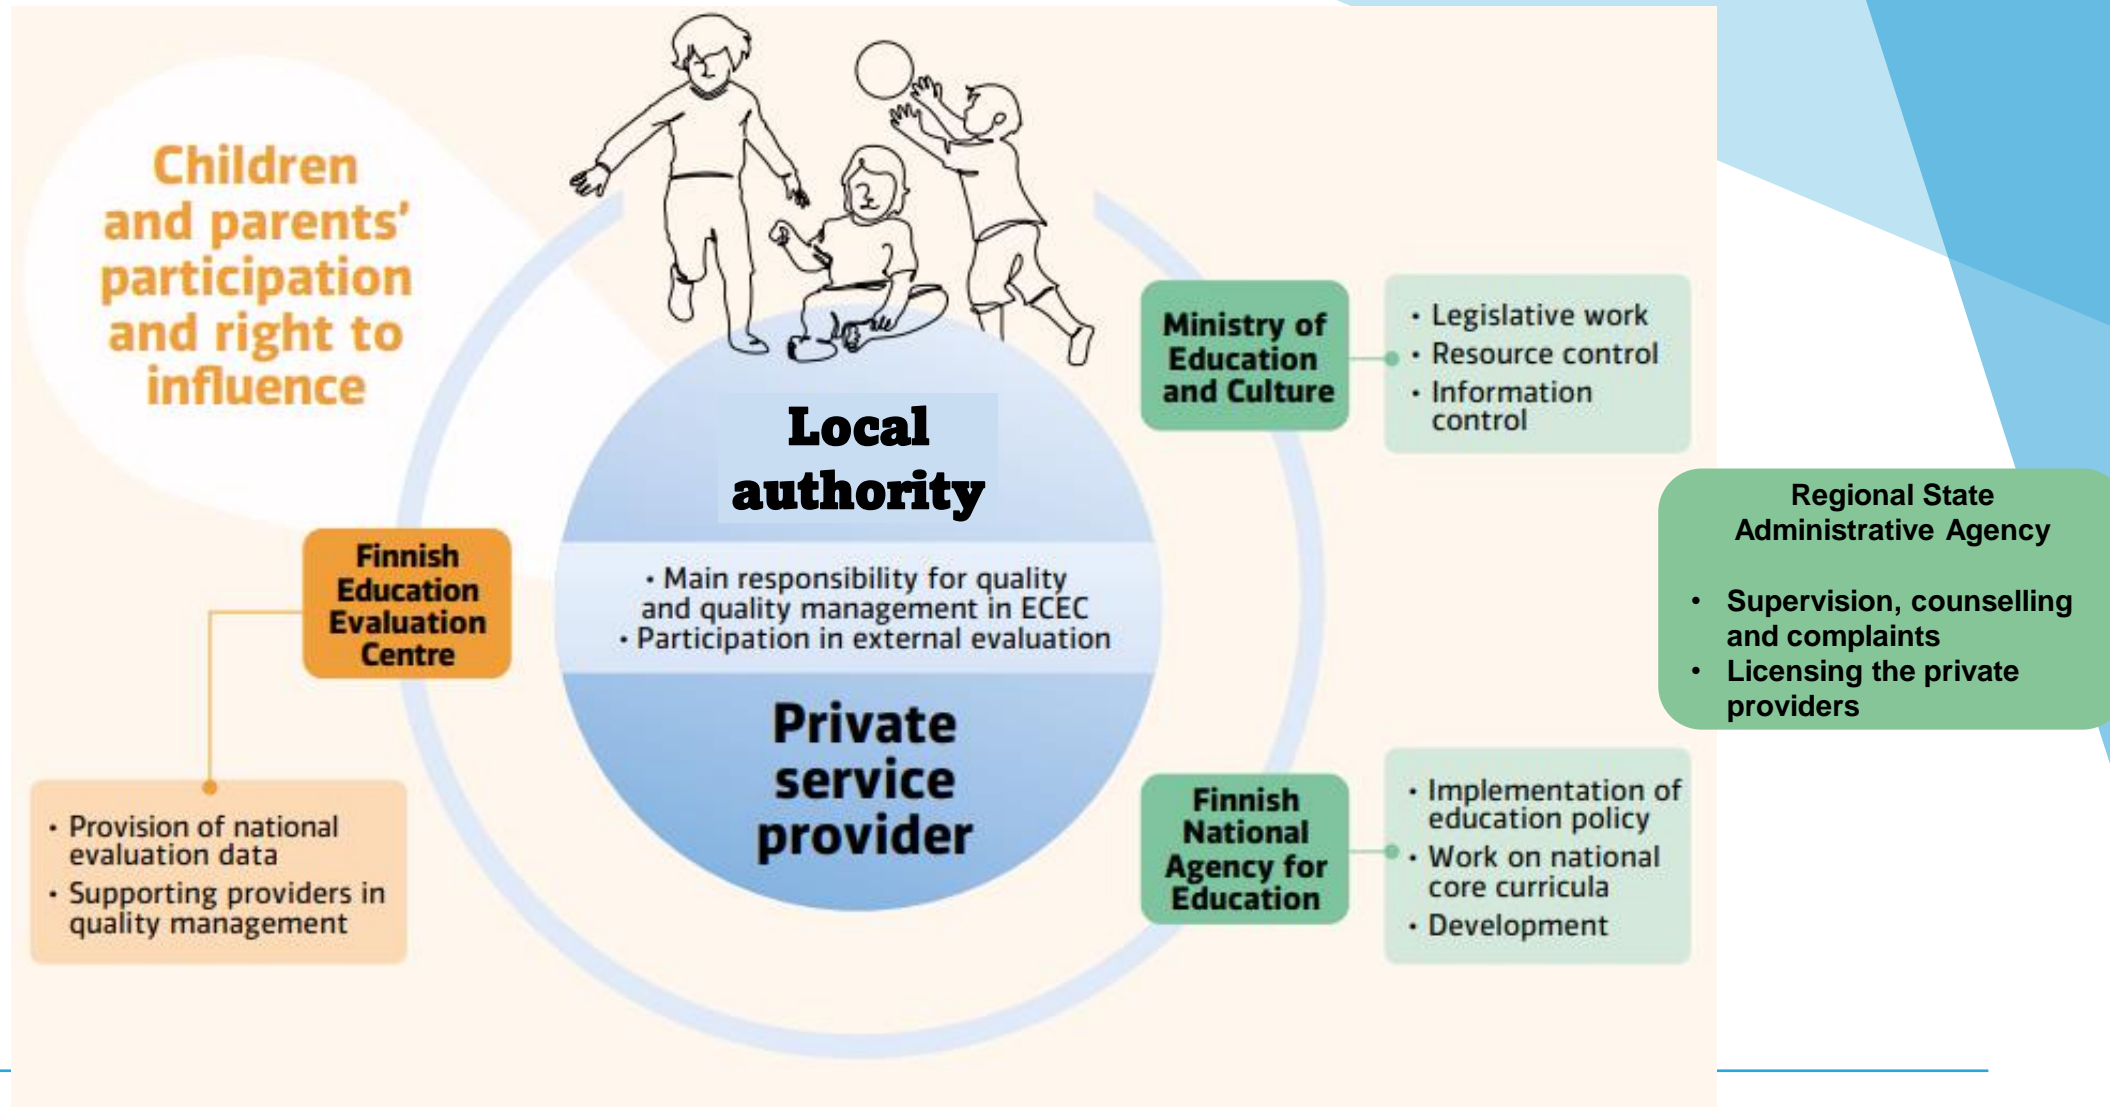 Children
and parents’
participation
and right to
influence
Local
authority
• Main responsibility for quality
and quality management in ECEC
• Participation in external evaluation
Private
service
provider
Finnish
Education
Evaluation
Centre
• Provision of national
evaluation data
• Supporting providers in
quality management
Ministry of
Education
and Culture
• Legislative work
• Resource control
• Information
control
Regional State
Administrative Agency
• Supervision, counselling
and complaints
• Licensing the private
providers
Finnish
National
Agency for
Education
• Implementation of
education policy
• Work on national
core curricula
• Development